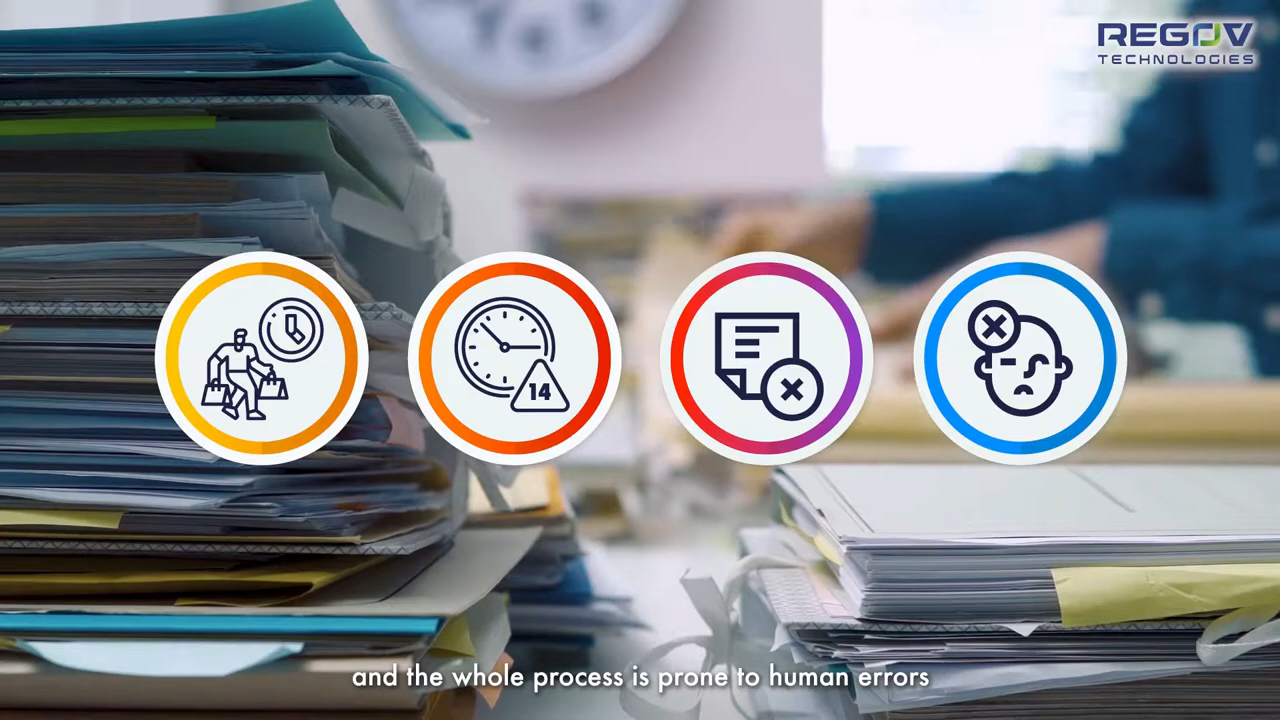 REGOV
TECHNOLOGIES
14
and the whole process is prone to human errors